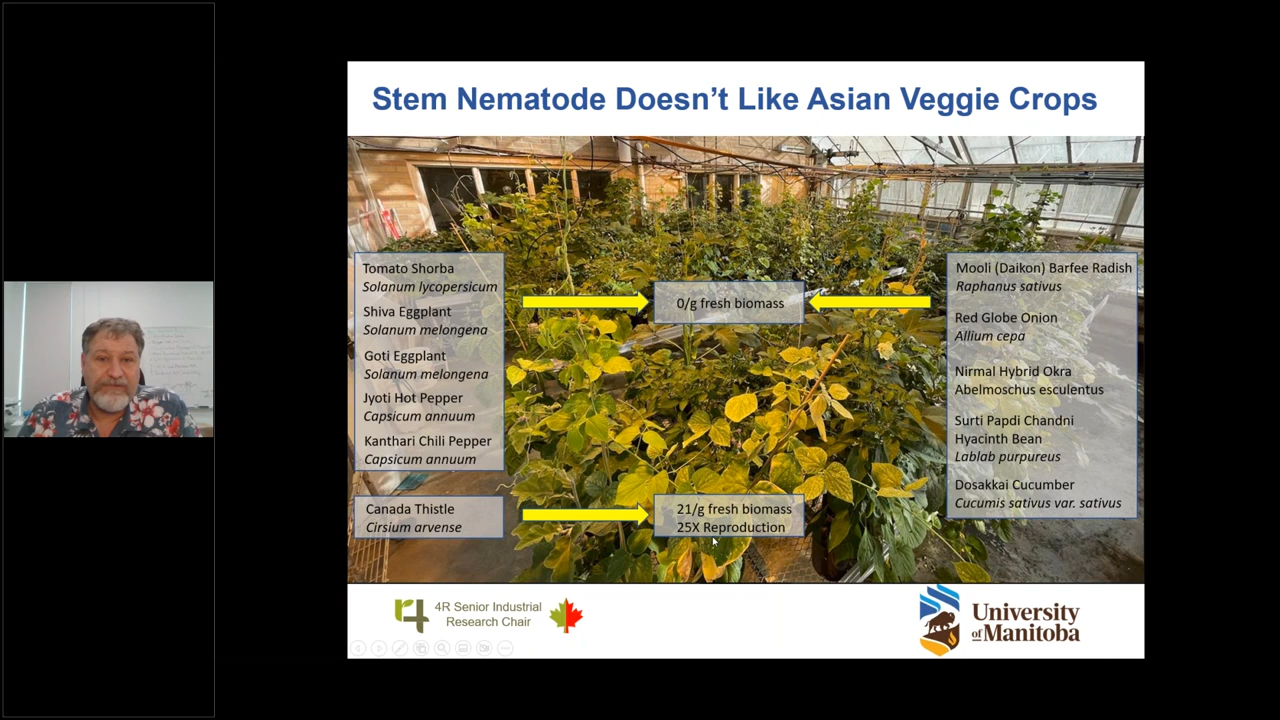 Stem Nematode Doesn't Like Asian Veggie Crops
Tomato Shorba
Solanum lycopersicum
Shiva Eggplant
Solanum melongena
Goti Eggplant
Solanum melongena
Jyoti Hot Pepper
Capsicum annuum
Kanthari Chili Pepper
Capsicum annuum
0/g fresh biomass
Mooli (Daikon) Barfee Radish
Raphanus sativus
Red Globe Onion
Allium cepa
Nirmal Hybrid Okra
Abelmoschus esculentus
Surti Papdi Chandni
Hyacinth Bean
Lablab purpureus
Dosakkai Cucumber
Cucumis sativus var. sativus
Canada Thistle
Cirsium arvense
21/g fresh biomass
25X Reproduction
4R Senior Industrial
Research Chair
University
of Manitoba